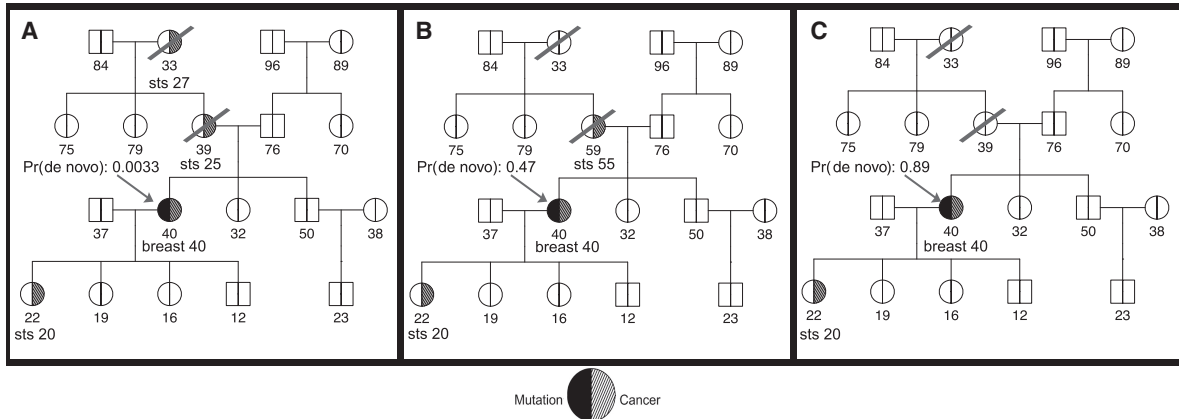 A
84 33 96 89
sts 27
75 79 39 76 70
Pr(de novo): 0.0033 sts 25
37 40 32 50 38
breast 40
22 19 16 12 23
sts 20
B
84 33 96 89
75 79 59 76 70
Pr(de novo): 0.47 sts 55
37 40 32 50 38
breast 40
22 19 16 12 23
sts 20
C
84 33 96 89
75 79 39 76 70
Pr(de novo): 0.89
37 40 32 50 38
breast 40
22 19 16 12 23
sts 20
Mutation Cancer